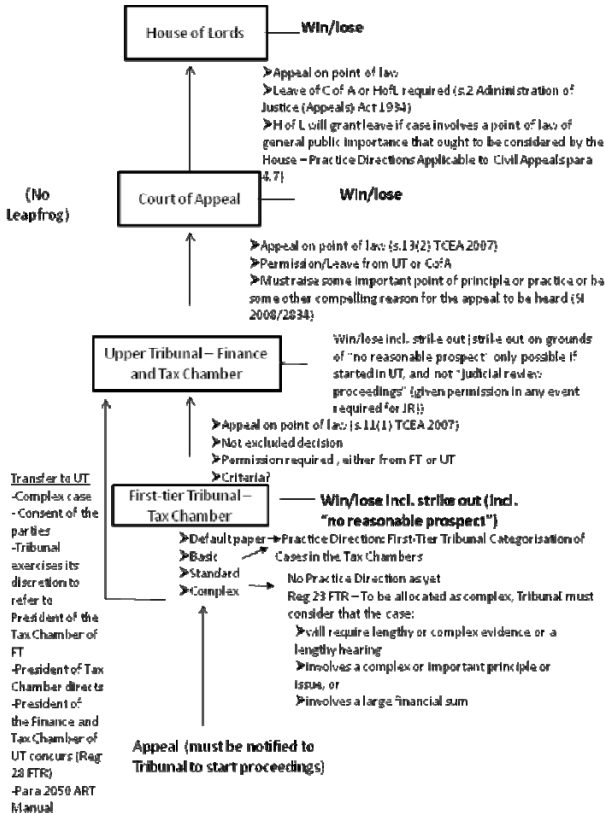 House of Lords
Win/lose
➤Appeal on point of law
➤Leave of C of A or HofL required (s.2 Administration of
Justice (Appeals) Act 1934)
➤H of L will grant leave if case involves a point of law of
general public importance that ought to be considered by the
House – Practice Directions Applicable to Civil Appeals para
4.7)
(No
Leapfrog)
Court of Appeal
Win/lose
➤Appeal on point of law (s.13(2) TCEA 2007)
➤Permission/Leave from UT or CofA
➤Must raise some important point of principle or practice or be
some other compelling reason for the appeal to be heard (SI
2008/2834)
Upper Tribunal – Finance
and Tax Chamber
Win/lose incl. strike out (strike out on grounds
of "no reasonable prospect" only possible if
started in UT, and not "judicial review
proceedings" (given permission in any event
required for JR))
➤Appeal on point of law (s.11(1) TCEA 2007)
➤Not excluded decision
➤Permission required , either from FT or UT
➤Criteria?
Transfer to UT
-Complex case
- Consent of the
parties
-Tribunal
exercises its
discretion to
refer to
President of the
Tax Chamber of
FT
-President of Tax
Chamber directs
-President of
the Finance and
Tax Chamber of
UT concurs (Reg
28 FTR)
-Para 2050 ART
Manual
First-tier Tribunal –
Tax Chamber
Win/lose incl. strike out (incl.
"no reasonable prospect")
➤Default paper
➤Basic
➤Standard
➤Complex
Practice Direction: First-Tier Tribunal Categorisation of
Cases in the Tax Chambers
No Practice Direction as yet
Reg 23 FTR – To be allocated as complex, Tribunal must
consider that the case:
➤will require lengthy or complex evidence or a
lengthy hearing
➤involves a complex or important principle or
issue, or
➤involves a large financial sum
Appeal (must be notified to
Tribunal to start proceedings)